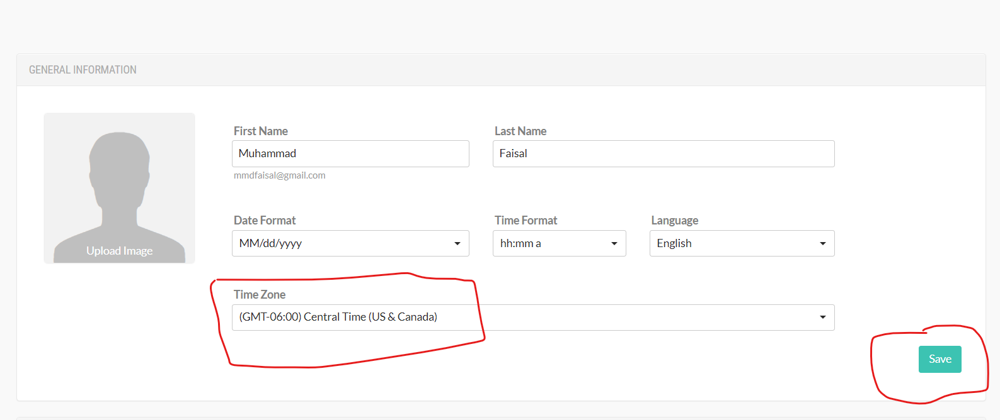 GENERAL INFORMATION
Upload Image
First Name
Last Name
Muhammad
Faisal
mmdfaisal@gmail.com
Date Format
Time Format
Language
MM/dd/yyyy
hh:mm a
English
Time Zone
(GMT-06:00) Central Time (US & Canada)
Save